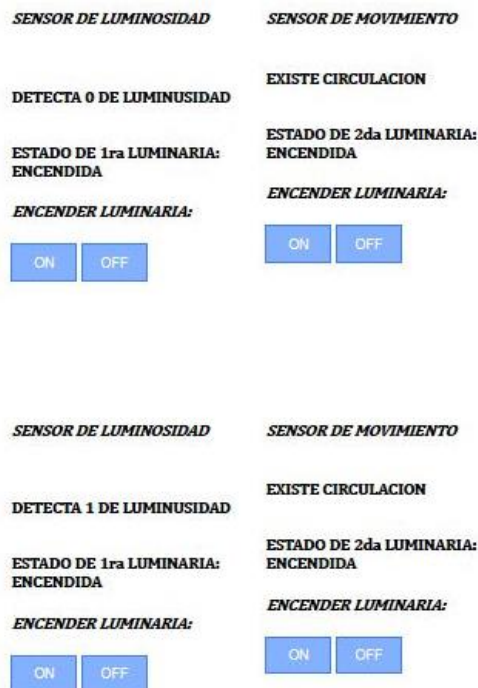 SENSOR DE LUMINOSIDAD
DETECTA 0 DE LUMINUSIDAD
ESTADO DE 1ra LUMINARIA:
ENCENDIDA
ENCENDER LUMINARIA:
ON OFF
SENSOR DE MOVIMIENTO
EXISTE CIRCULACION
ESTADO DE 2da LUMINARIA:
ENCENDIDA
ENCENDER LUMINARIA:
ON OFF
SENSOR DE LUMINOSIDAD
DETECTA 1 DE LUMINUSIDAD
ESTADO DE 1ra LUMINARIA:
ENCENDIDA
ENCENDER LUMINARIA:
ON OFF
SENSOR DE MOVIMIENTO
EXISTE CIRCULACION
ESTADO DE 2da LUMINARIA:
ENCENDIDA
ENCENDER LUMINARIA:
ON OFF